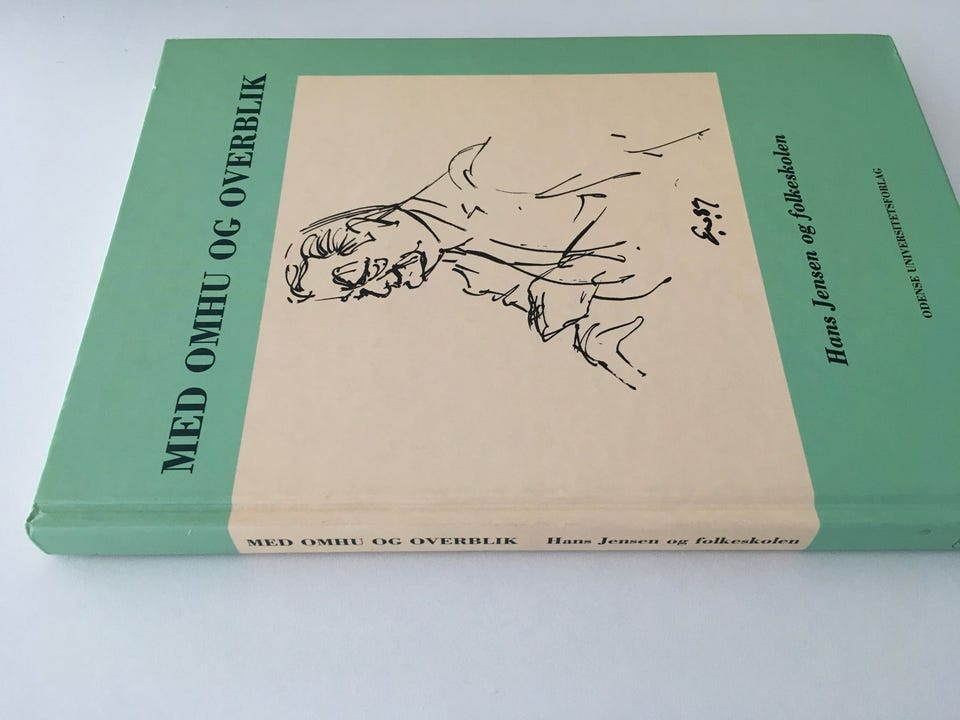 MED OMHU OG OVERBLIK
Hans Jensen og folkeskolen
ODENSE UNIVERSITETSFORLAG
MED OMHU OG OVERBLIK Hans Jensen og folkeskolen